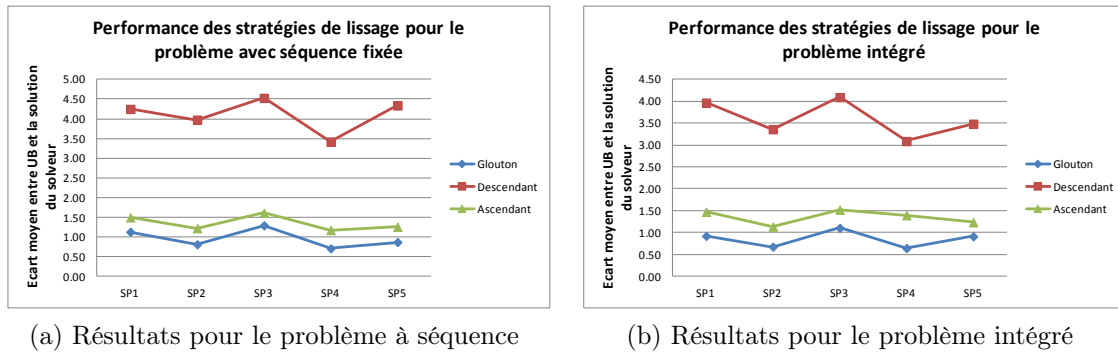 Performance des stratégies de lissage pour le
problème avec séquence fixée
Ecart moyen entre UB et la solution
du solveur
5.00
4.50
4.00
3.50
3.00
2.50
2.00
1.50
1.00
0.50
0.00
SP1
SP2
SP3
SP4
SP5
Glouton
Descendant
Ascendant
(a) Résultats pour le problème à séquence
Performance des stratégies de lissage pour le
problème intégré
Ecart moyen entre UB et la solution
du solveur
4.50
4.00
3.50
3.00
2.50
2.00
1.50
1.00
0.50
0.00
SP1
SP2
SP3
SP4
SP5
Glouton
Descendant
Ascendant
(b) Résultats pour le problème intégré